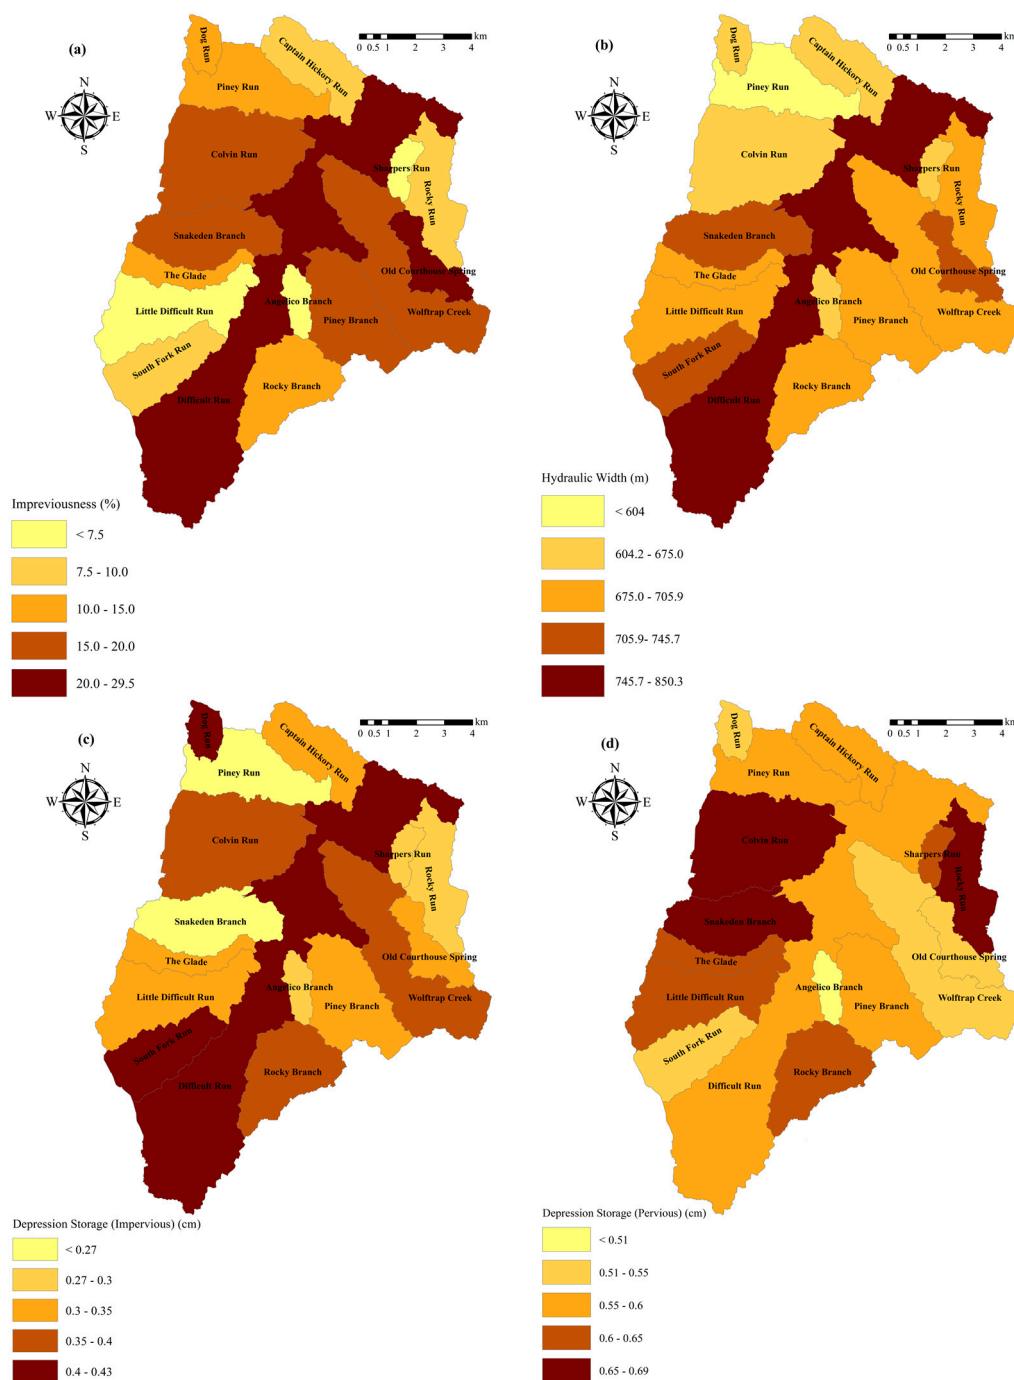 (a)
km
0 0.5 1 2 3 4
N
W E
S
Dog Run
Captain Hickory Run
Piney Run
Colvin Run
Sharpers Run
Rocky Run
Snakeden Branch
The Glade
Old Courthouse Spring
Little Difficult Run
Angelico Branch
Piney Branch
Wolftrap Creek
South Fork Run
Difficult Run
Rocky Branch
Impreviousness (%)
< 7.5
7.5 - 10.0
10.0 - 15.0
15.0 - 20.0
20.0 - 29.5
(b)
km
0 0.5 1 2 3 4
N
W E
S
Dog Run
Captain Hickory Run
Piney Run
Colvin Run
Sharpers Run
Rocky Run
Snakeden Branch
The Glade
Old Courthouse Spring
Little Difficult Run
Angelico Branch
Piney Branch
Wolftrap Creek
South Fork Run
Difficult Run
Rocky Branch
Hydraulic Width (m)
< 604
604.2 - 675.0
675.0 - 705.9
705.9- 745.7
745.7 - 850.3
(c)
km
0 0.5 1 2 3 4
N
W E
S
Dog Run
Captain Hickory Run
Piney Run
Colvin Run
Sharpers Run
Rocky Run
Snakeden Branch
The Glade
Old Courthouse Spring
Little Difficult Run
Angelico Branch
Piney Branch
Wolftrap Creek
South Fork Run
Difficult Run
Rocky Branch
Depression Storage (Impervious) (cm)
< 0.27
0.27 - 0.3
0.3 - 0.35
0.35 - 0.4
0.4 - 0.43
(d)
km
0 0.5 1 2 3 4
N
W E
S
Dog Run
Captain Hickory Run
Piney Run
Colvin Run
Sharpers Run
Rocky Run
Snakeden Branch
The Glade
Old Courthouse Spring
Little Difficult Run
Angelico Branch
Piney Branch
Wolftrap Creek
South Fork Run
Difficult Run
Rocky Branch
Depression Storage (Pervious) (cm)
< 0.51
0.51 - 0.55
0.55 - 0.6
0.6 - 0.65
0.65 - 0.69